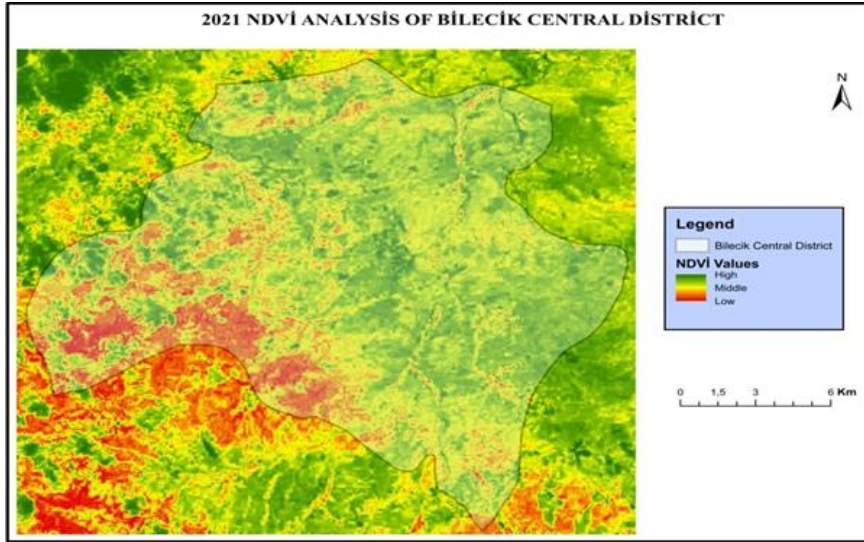 2021 NDVİ ANALYSİS OF BİLECİK CENTRAL DİSTRİCT
N
Legend
Bilecik Central District
NDVİ Values
High
Middle
Low
0 1,5 3 6 Km